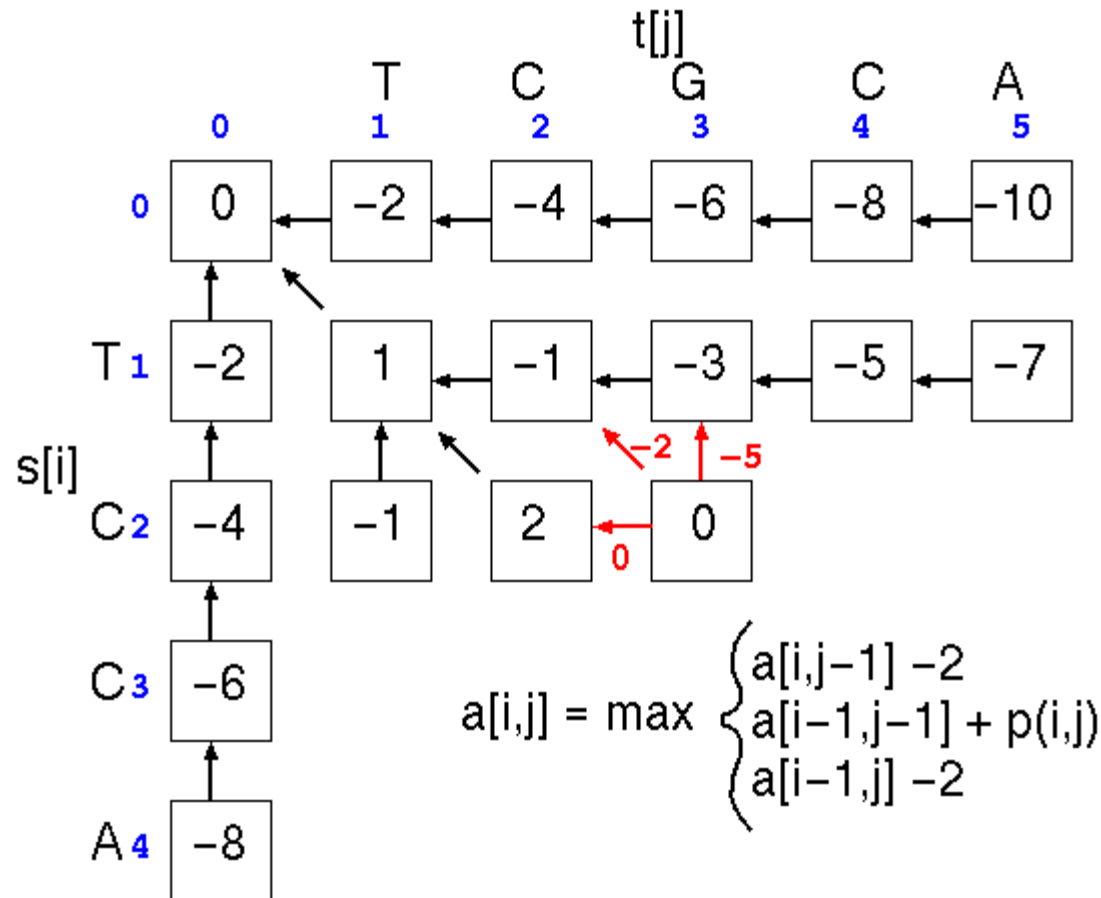 t[j]
T C G C A
0 1 2 3 4 5
0 0 −2 −4 −6 −8 −10
T 1 −2 1 −1 −3 −5 −7
−2 −5
s[i]
C 2 −4 −1 2 0
0
C 3 −6
a[i,j−1] −2
a[i,j] = max { a[i−1,j−1] + p(i,j)
a[i−1,j] −2
A 4 −8